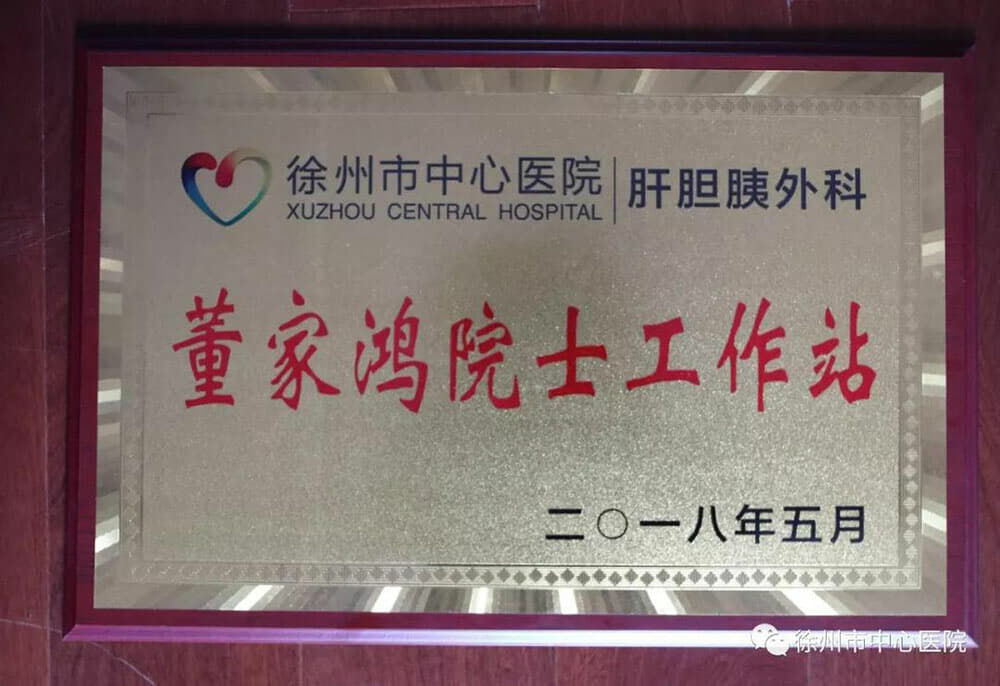 徐州市中心医院 肝胆胰外科
XUZHOU CENTRAL HOSPITAL
董家鸿院士工作站
二〇一八年五月
徐州市中心医院